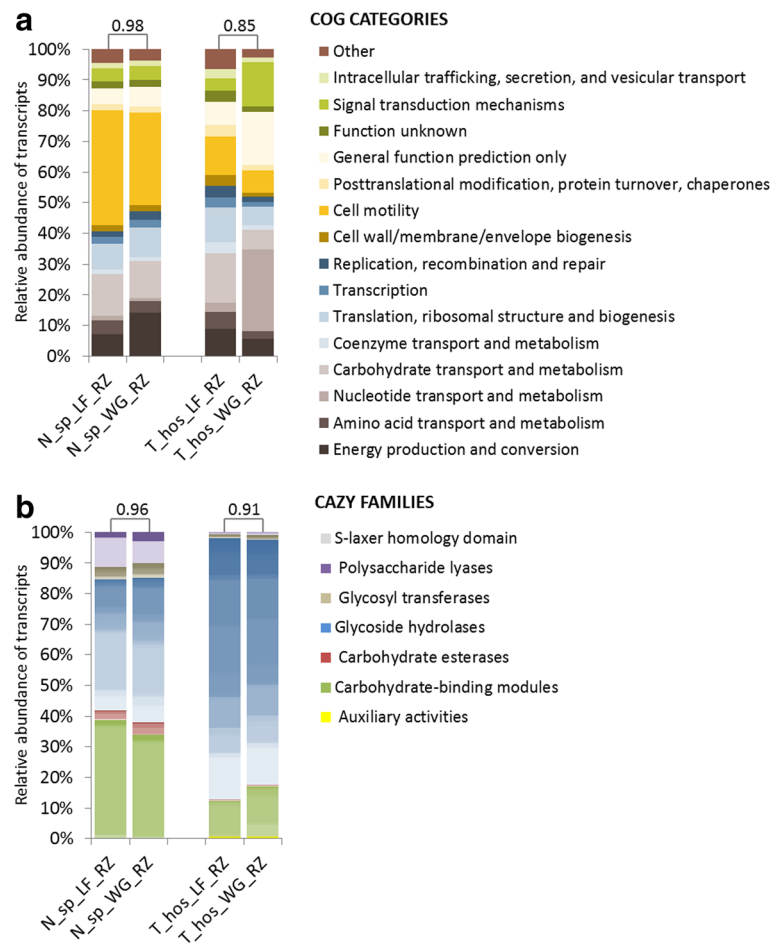 a
0.98
0.85
COG CATEGORIES
Relative abundance of transcripts
100%
90%
80%
70%
60%
50%
40%
30%
20%
10%
0%
N_sp_LF_RZ
N_sp_WG_RZ
T_hos_LF_RZ
T_hos_WG_RZ
Other
Intracellular trafficking, secretion, and vesicular transport
Signal transduction mechanisms
Function unknown
General function prediction only
Posttranslational modification, protein turnover, chaperones
Cell motility
Cell wall/membrane/envelope biogenesis
Replication, recombination and repair
Transcription
Translation, ribosomal structure and biogenesis
Coenzyme transport and metabolism
Carbohydrate transport and metabolism
Nucleotide transport and metabolism
Amino acid transport and metabolism
Energy production and conversion
b
0.96
0.91
CAZY FAMILIES
Relative abundance of transcripts
100%
90%
80%
70%
60%
50%
40%
30%
20%
10%
0%
N_sp_LF_RZ
N_sp_WG_RZ
T_hos_LF_RZ
T_hos_WG_RZ
S-laxer homology domain
Polysaccharide lyases
Glycosyl transferases
Glycoside hydrolases
Carbohydrate esterases
Carbohydrate-binding modules
Auxiliary activities